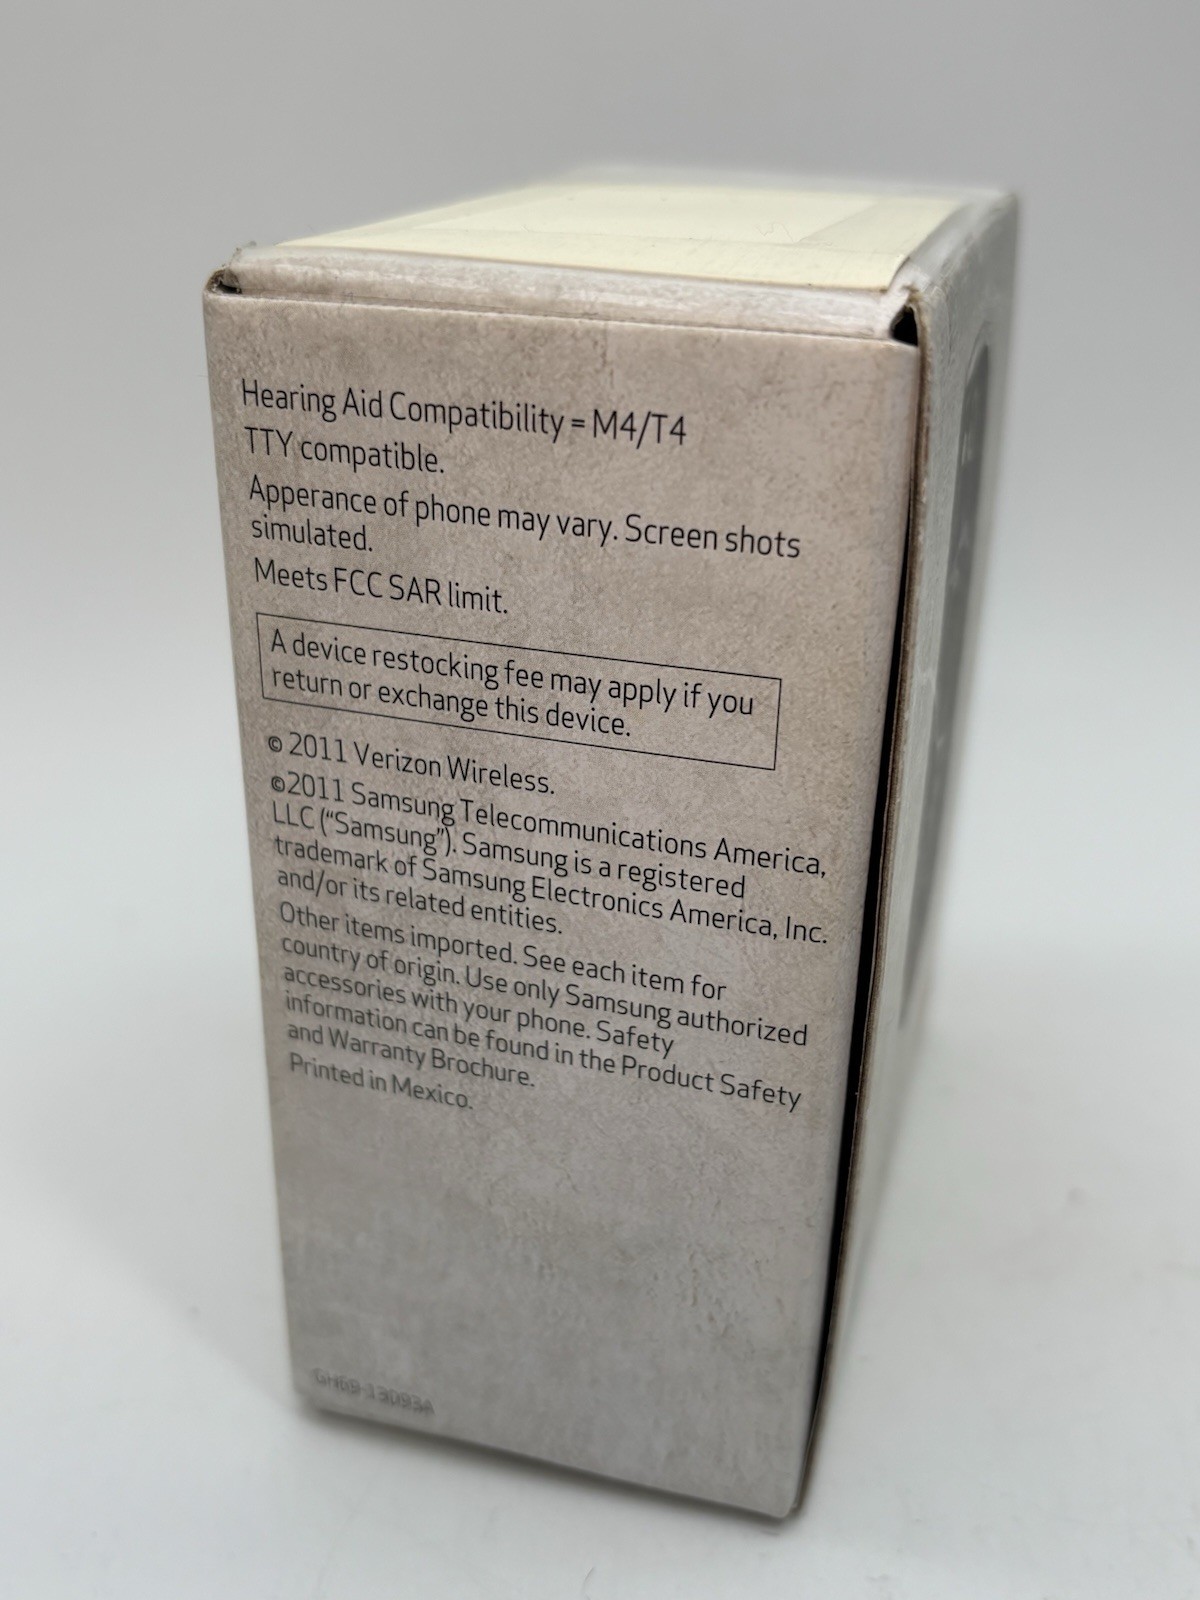 Hearing Aid Compatibility = M4/T4
TTY compatible.
Apperance of phone may vary. Screen shots
simulated.
Meets FCC SAR limit.
A device restocking fee may apply if you
return or exchange this device.
© 2011 Verizon Wireless.
©2011 Samsung Telecommunications America,
LLC (“Samsung”). Samsung is a registered
trademark of Samsung Electronics America, Inc.
and/or its related entities.
Other items imported. See each item for
country of origin. Use only Samsung authorized
accessories with your phone. Safety
information can be found in the Product Safety
and Warranty Brochure.
Printed in Mexico.
GH69-13093A